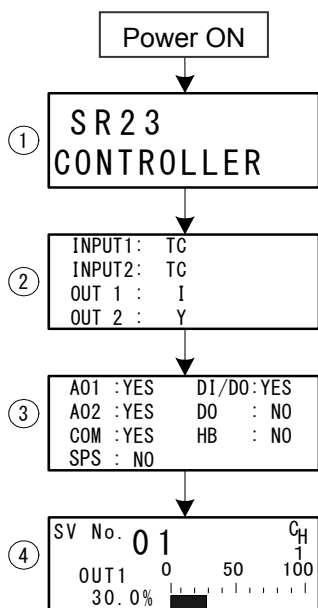 Power ON
①
SR23
CONTROLLER
②
INPUT1: TC
INPUT2: TC
OUT 1 : I
OUT 2 : Y
③
AO1 :YES DI/DO:YES
AO2 :YES DO : NO
COM :YES HB : NO
SPS : NO
④
SV No. 01 CH 1
OUT1 0 50 100
30.0%